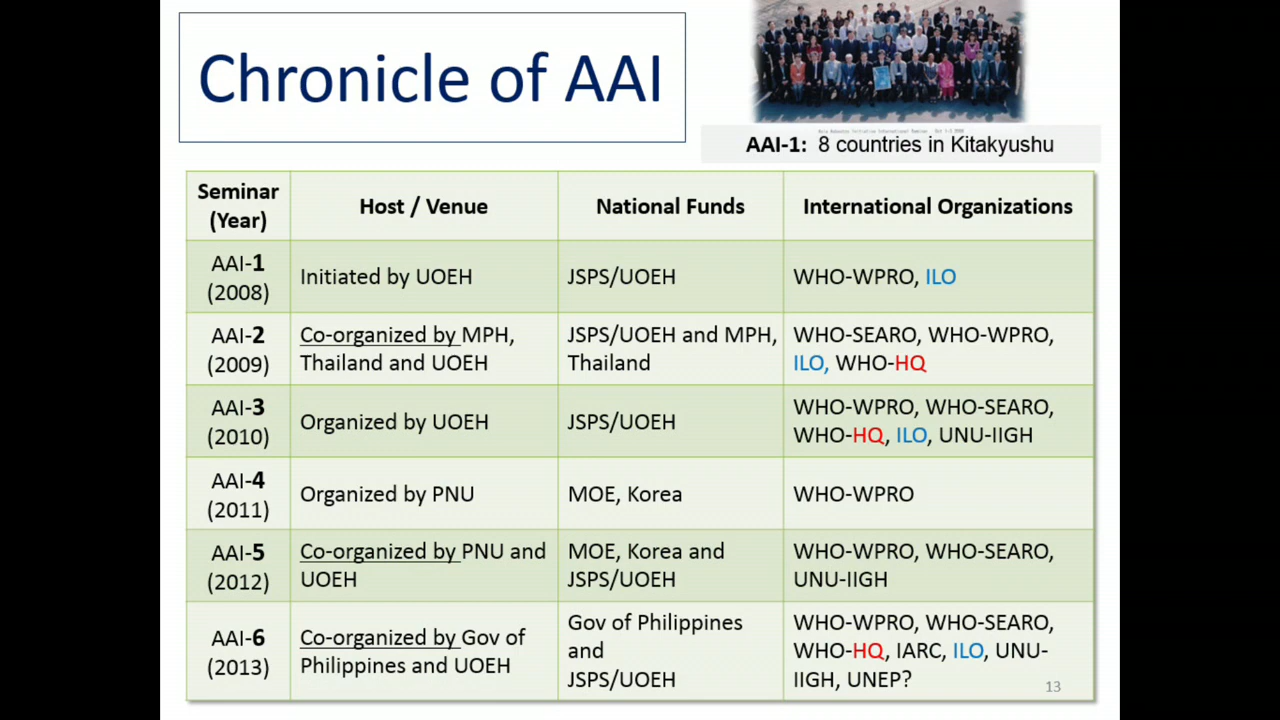 Chronicle of AAI
AAI-1: 8 countries in Kitakyushu
Seminar
(Year)
Host / Venue
National Funds
International Organizations
AAI-1
(2008)
Initiated by UOEH
JSPS/UOEH
WHO-WPRO, ILO
AAI-2
(2009)
Co-organized by MPH,
Thailand and UOEH
JSPS/UOEH and MPH,
Thailand
WHO-SEARO, WHO-WPRO,
ILO, WHO-HQ
AAI-3
(2010)
Organized by UOEH
JSPS/UOEH
WHO-WPRO, WHO-SEARO,
WHO-HQ, ILO, UNU-IIGH
AAI-4
(2011)
Organized by PNU
MOE, Korea
WHO-WPRO
AAI-5
(2012)
Co-organized by PNU and
UOEH
MOE, Korea and
JSPS/UOEH
WHO-WPRO, WHO-SEARO,
UNU-IIGH
AAI-6
(2013)
Co-organized by Gov of
Philippines and UOEH
Gov of Philippines
and
JSPS/UOEH
WHO-WPRO, WHO-SEARO,
WHO-HQ, IARC, ILO, UNU-
IIGH, UNEP?
13